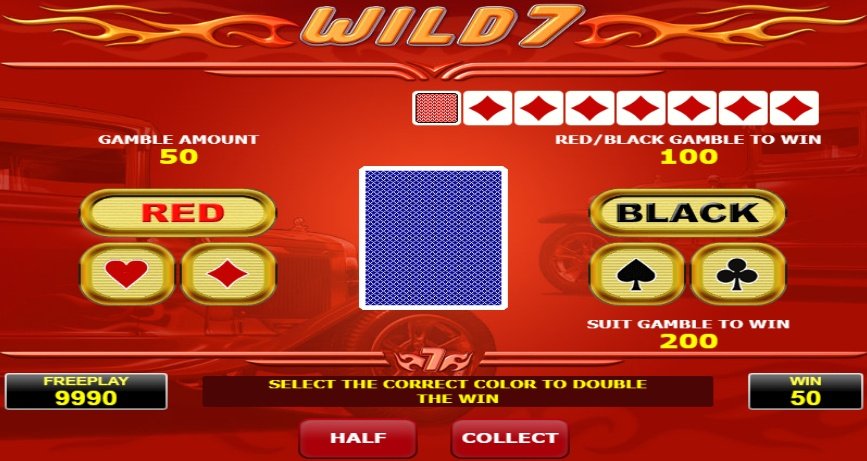 WILD 7
GAMBLE AMOUNT
50
RED/BLACK GAMBLE TO WIN
100
RED
BLACK
SUIT GAMBLE TO WIN
200
7
FREEPLAY
9990
SELECT THE CORRECT COLOR TO DOUBLE
THE WIN
WIN
50
HALF
COLLECT